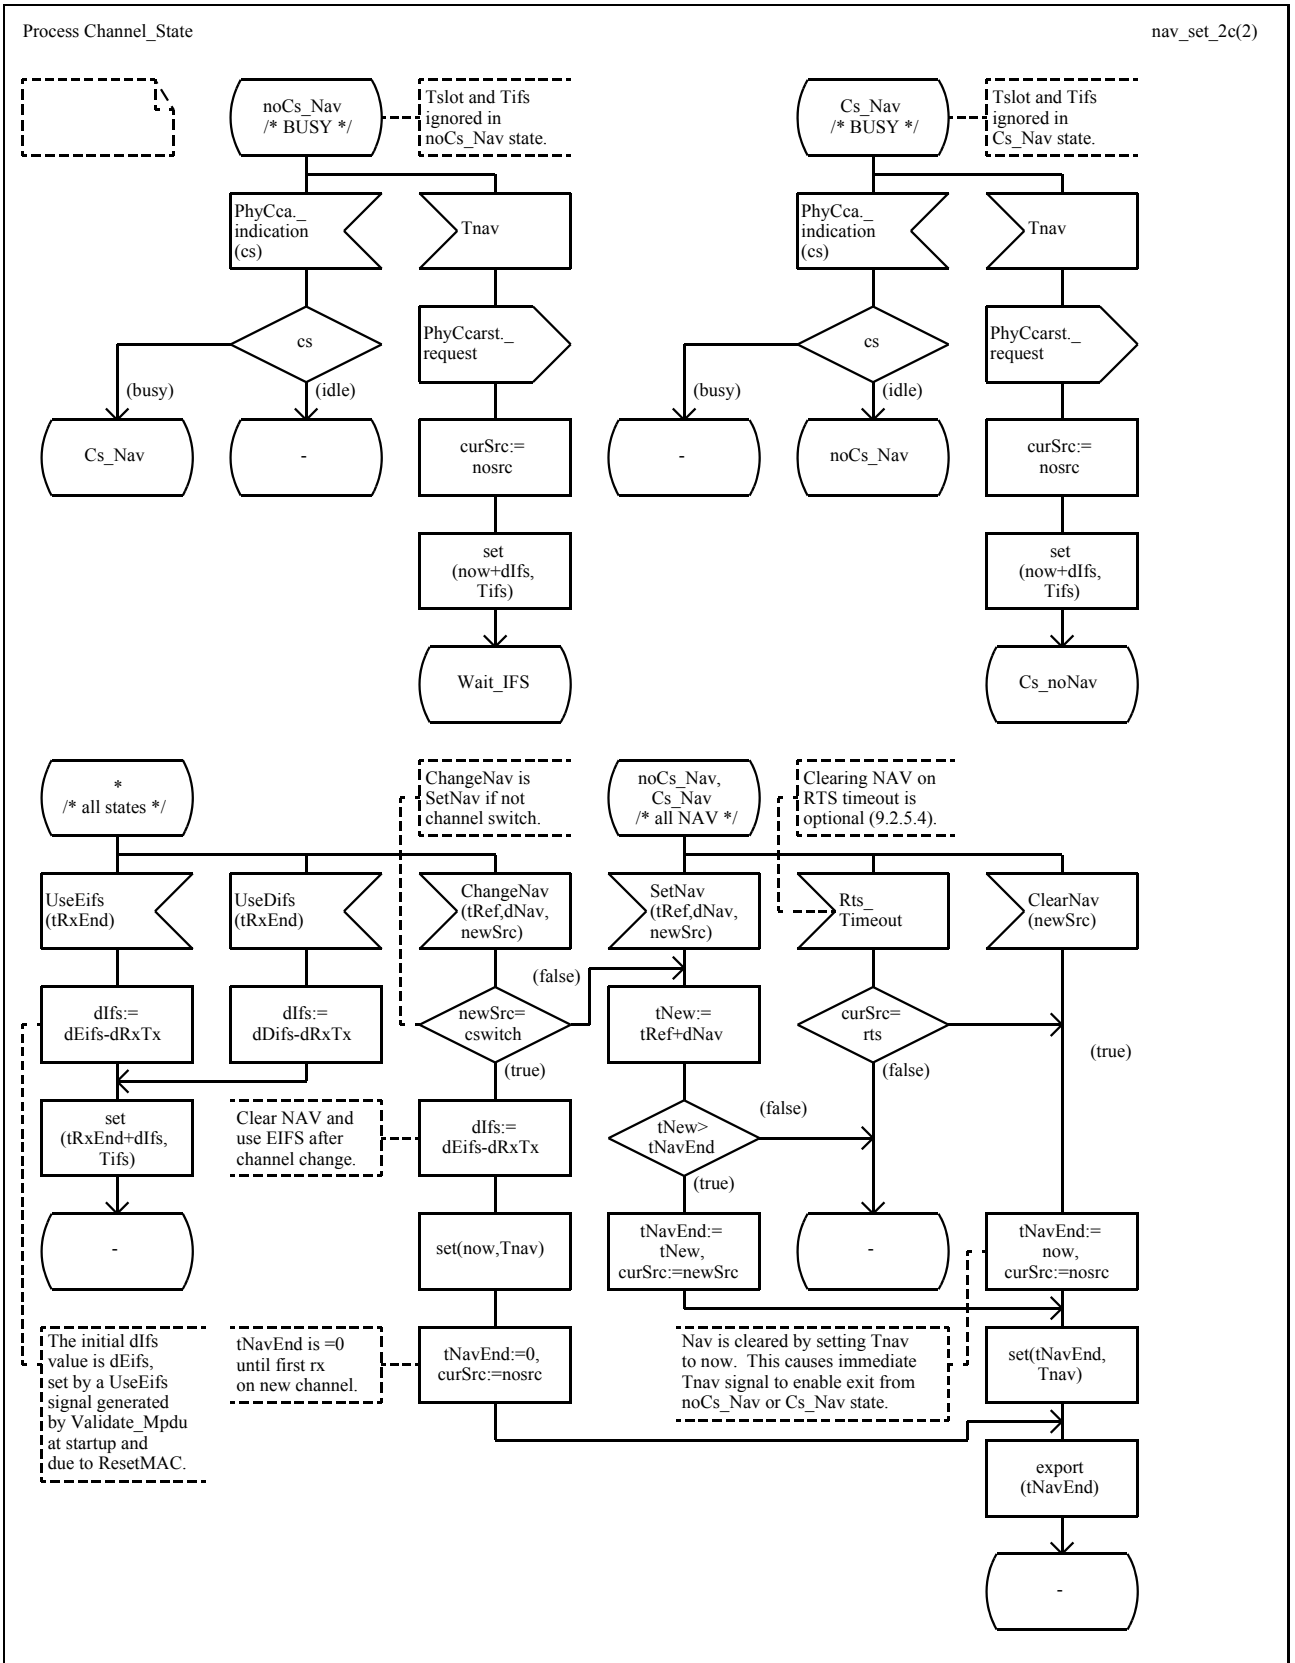 Process Channel_State
nav_set_2c(2)
noCs_Nav
/* BUSY */
Tslot and Tifs
ignored in
noCs_Nav state.
Cs_Nav
/* BUSY */
Tslot and Tifs
ignored in
Cs_Nav state.
PhyCca._
indication
(cs)
Tnav
PhyCca._
indication
(cs)
Tnav
cs
PhyCcarst._
request
cs
PhyCcarst._
request
(busy)
(idle)
(busy)
(idle)
Cs_Nav
-
curSrc:=
nosrc
-
noCs_Nav
curSrc:=
nosrc
set
(now+dIfs,
Tifs)
set
(now+dIfs,
Tifs)
Wait_IFS
Cs_noNav
*
/* all states */
ChangeNav is
SetNav if not
channel switch.
noCs_Nav,
Cs_Nav
/* all NAV */
Clearing NAV on
RTS timeout is
optional (9.2.5.4).
UseEifs
(tRxEnd)
UseDifs
(tRxEnd)
ChangeNav
(tRef,dNav,
newSrc)
SetNav
(tRef,dNav,
newSrc)
Rts_
Timeout
ClearNav
(newSrc)
(false)
dIfs:=
dEifs-dRxTx
dIfs:=
dDifs-dRxTx
newSrc=
cswitch
tNew:=
tRef+dNav
curSrc=
rts
(true)
(true)
(false)
set
(tRxEnd+dIfs,
Tifs)
Clear NAV and
use EIFS after
channel change.
dIfs:=
dEifs-dRxTx
tNew>
tNavEnd
(false)
(true)
-
set(now,Tnav)
tNavEnd:=
tNew,
curSrc:=newSrc
-
tNavEnd:=
now,
curSrc:=nosrc
The initial dIfs
value is dEifs,
set by a UseEifs
signal generated
by Validate_Mpdu
at startup and
due to ResetMAC.
tNavEnd is =0
until first rx
on new channel.
tNavEnd:=0,
curSrc:=nosrc
Nav is cleared by setting Tnav
to now.  This causes immediate
Tnav signal to enable exit from
noCs_Nav or Cs_Nav state.
set(tNavEnd,
Tnav)
export
(tNavEnd)
-